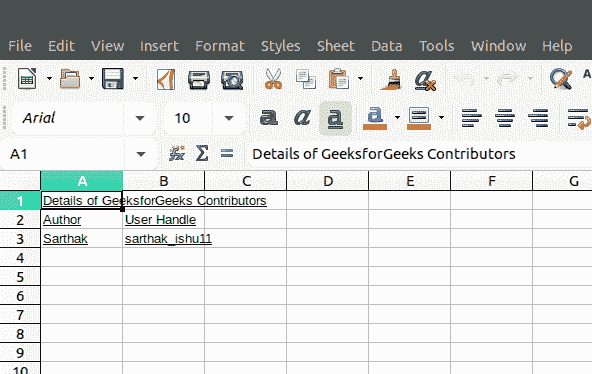 File Edit View Insert Format Styles Sheet Data Tools Window Help
Arial 10 a a a a
A1 fx Σ = Details of GeeksforGeeks Contributors
A B C D E F G
1 Details of GeeksforGeeks Contributors
2 Author User Handle
3 Sarthak sarthak_ishu11
4
5
6
7
8
9
10